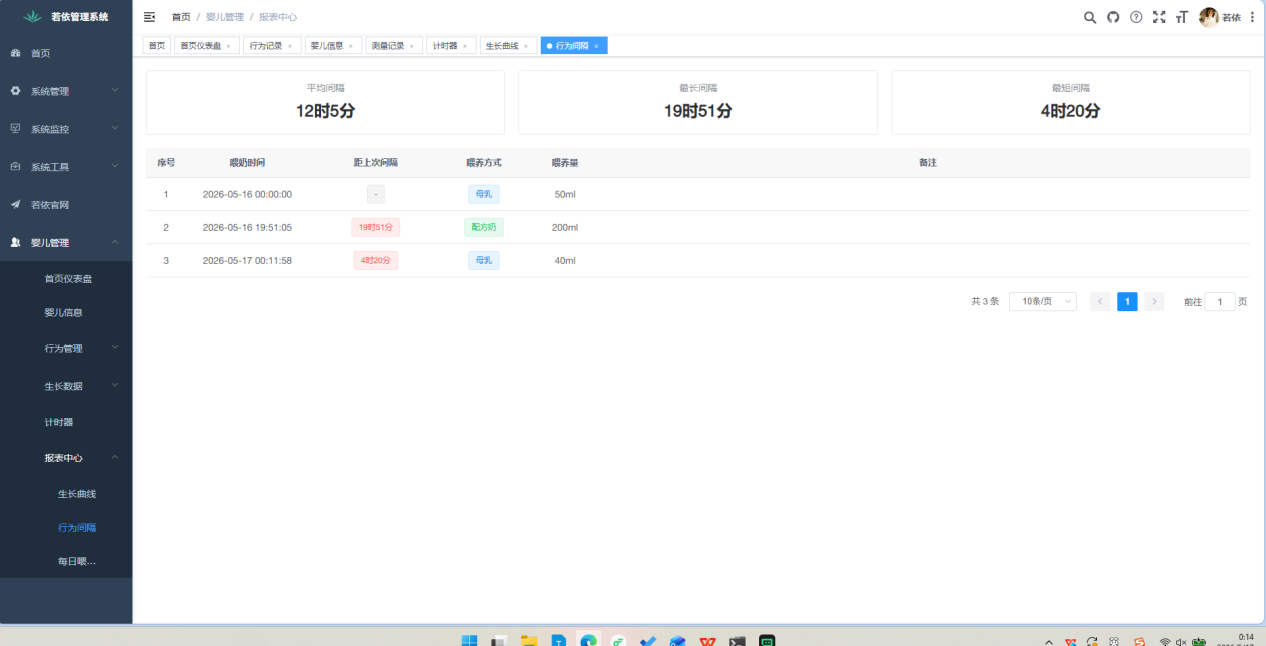 若依管理系统
首页 / 婴儿管理 / 报表中心
若依
首页 首页仪表盘 × 行为记录 × 婴儿信息 × 测量记录 × 计时器 × 生长曲线 × 行为间隔 ×
首页
系统管理
系统监控
系统工具
若依官网
婴儿管理
首页仪表盘
婴儿信息
行为管理
生长数据
计时器
报表中心
生长曲线
行为间隔
每日喂…
平均间隔
12时5分
最长间隔
19时51分
最短间隔
4时20分
序号 喂奶时间 距上次间隔 喂养方式 喂养量 备注
1 2026-05-16 00:00:00 - 母乳 50ml
2 2026-05-16 19:51:05 19时51分 配方奶 200ml
3 2026-05-17 00:11:58 4时20分 母乳 40ml
共 3 条 10条/页 1 前往 1 页
0:14